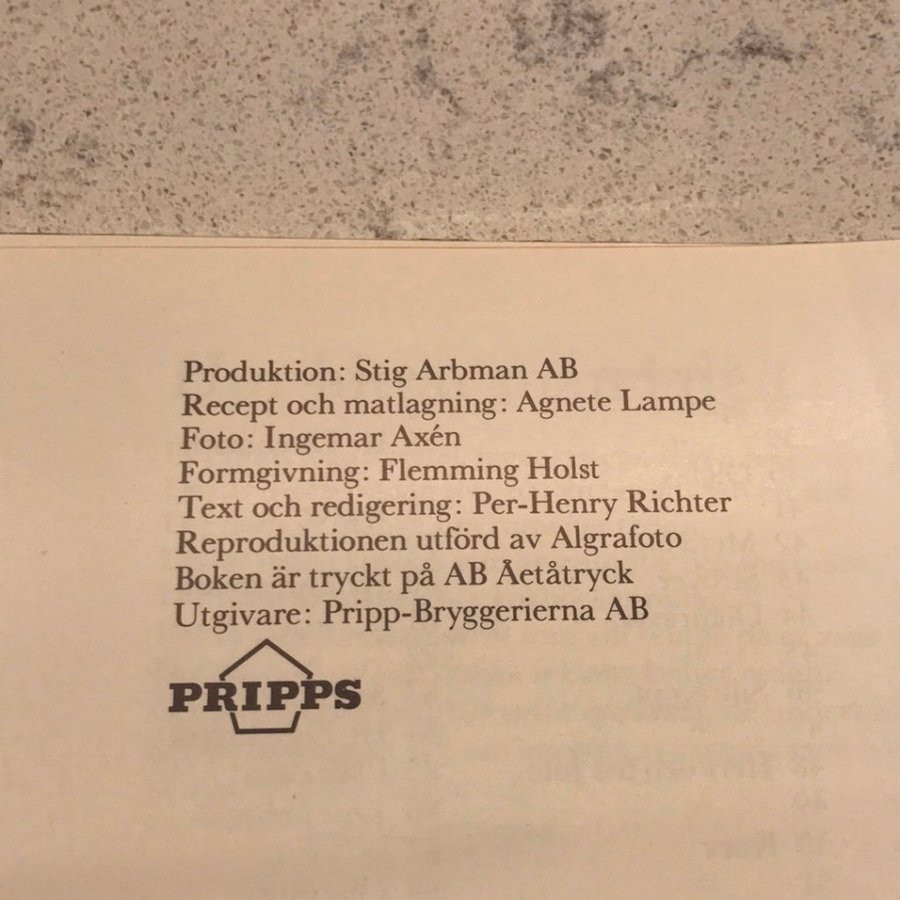 Produktion: Stig Arbman AB
Recept och matlagning: Agnete Lampe
Foto: Ingemar Axén
Formgivning: Flemming Holst
Text och redigering: Per-Henry Richter
Reproduktionen utförd av Algrafoto
Boken är tryckt på AB Åetåtryck
Utgivare: Pripp-Bryggerierna AB
PRIPPS